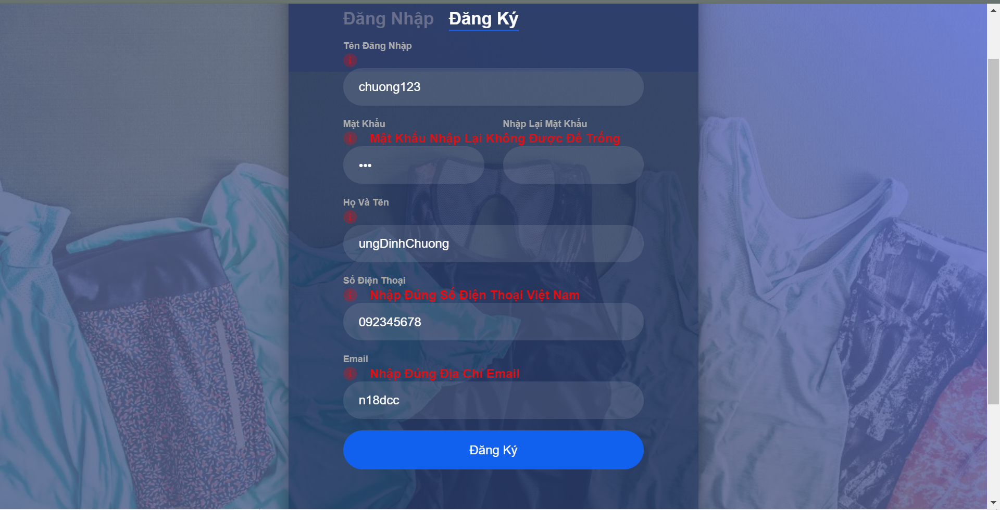 Đăng Nhập Đăng Ký
Tên Đăng Nhập
chuong123
Mật Khẩu Nhập Lại Mật Khẩu
Mật Khẩu Nhập Lại Không Được Để Trống
•••
Họ Và Tên
ungDinhChuong
Số Điện Thoại
Nhập Đúng Số Điện Thoại Việt Nam
092345678
Email
Nhập Đúng Địa Chỉ Email
n18dcc
Đăng Ký